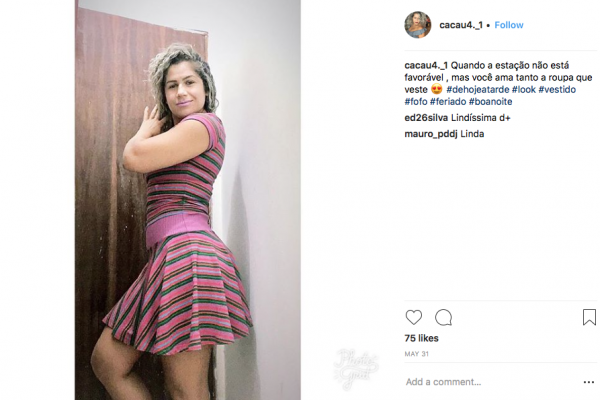 cacau4._1 • Follow
cacau4._1 Quando a estação não está
favorável , mas você ama tanto a roupa que
veste 😍 #dehojeatarde #look #vestido
#fofo #feriado #boanoite
ed26silva Lindíssima d+
mauro_pddj Linda
75 likes
MAY 31
Add a comment...